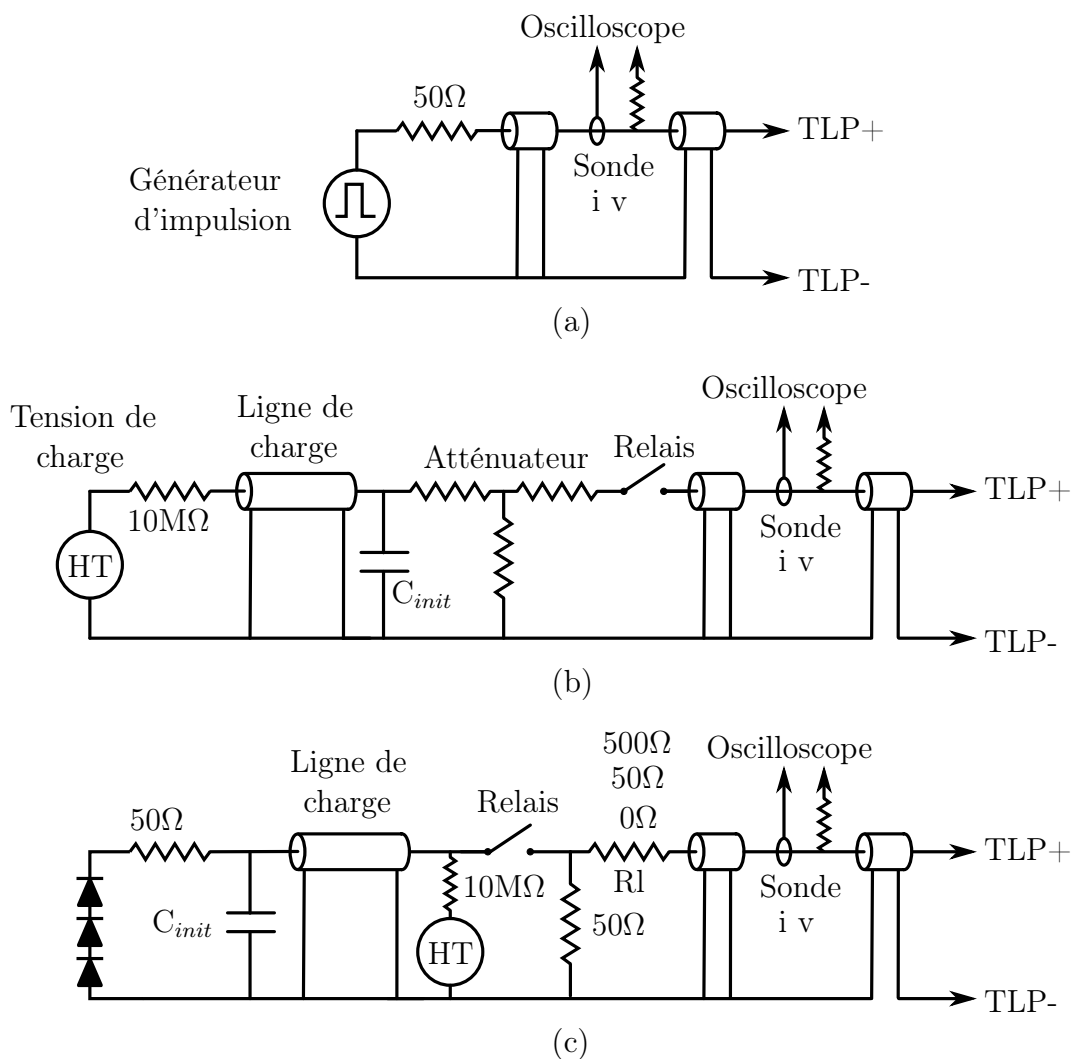 Oscilloscope
50Ω
TLP+
Sonde
i v
Générateur
d'impulsion
TLP-
(a)
Oscilloscope
Tension de
charge
Ligne de
charge
Atténuateur
Relais
10MΩ
TLP+
HT
Sonde
i v
C_init
TLP-
(b)
500Ω
50Ω
0Ω
Oscilloscope
Ligne de
charge
Relais
50Ω
TLP+
10MΩ
Rl
Sonde
i v
C_init
HT
50Ω
TLP-
(c)